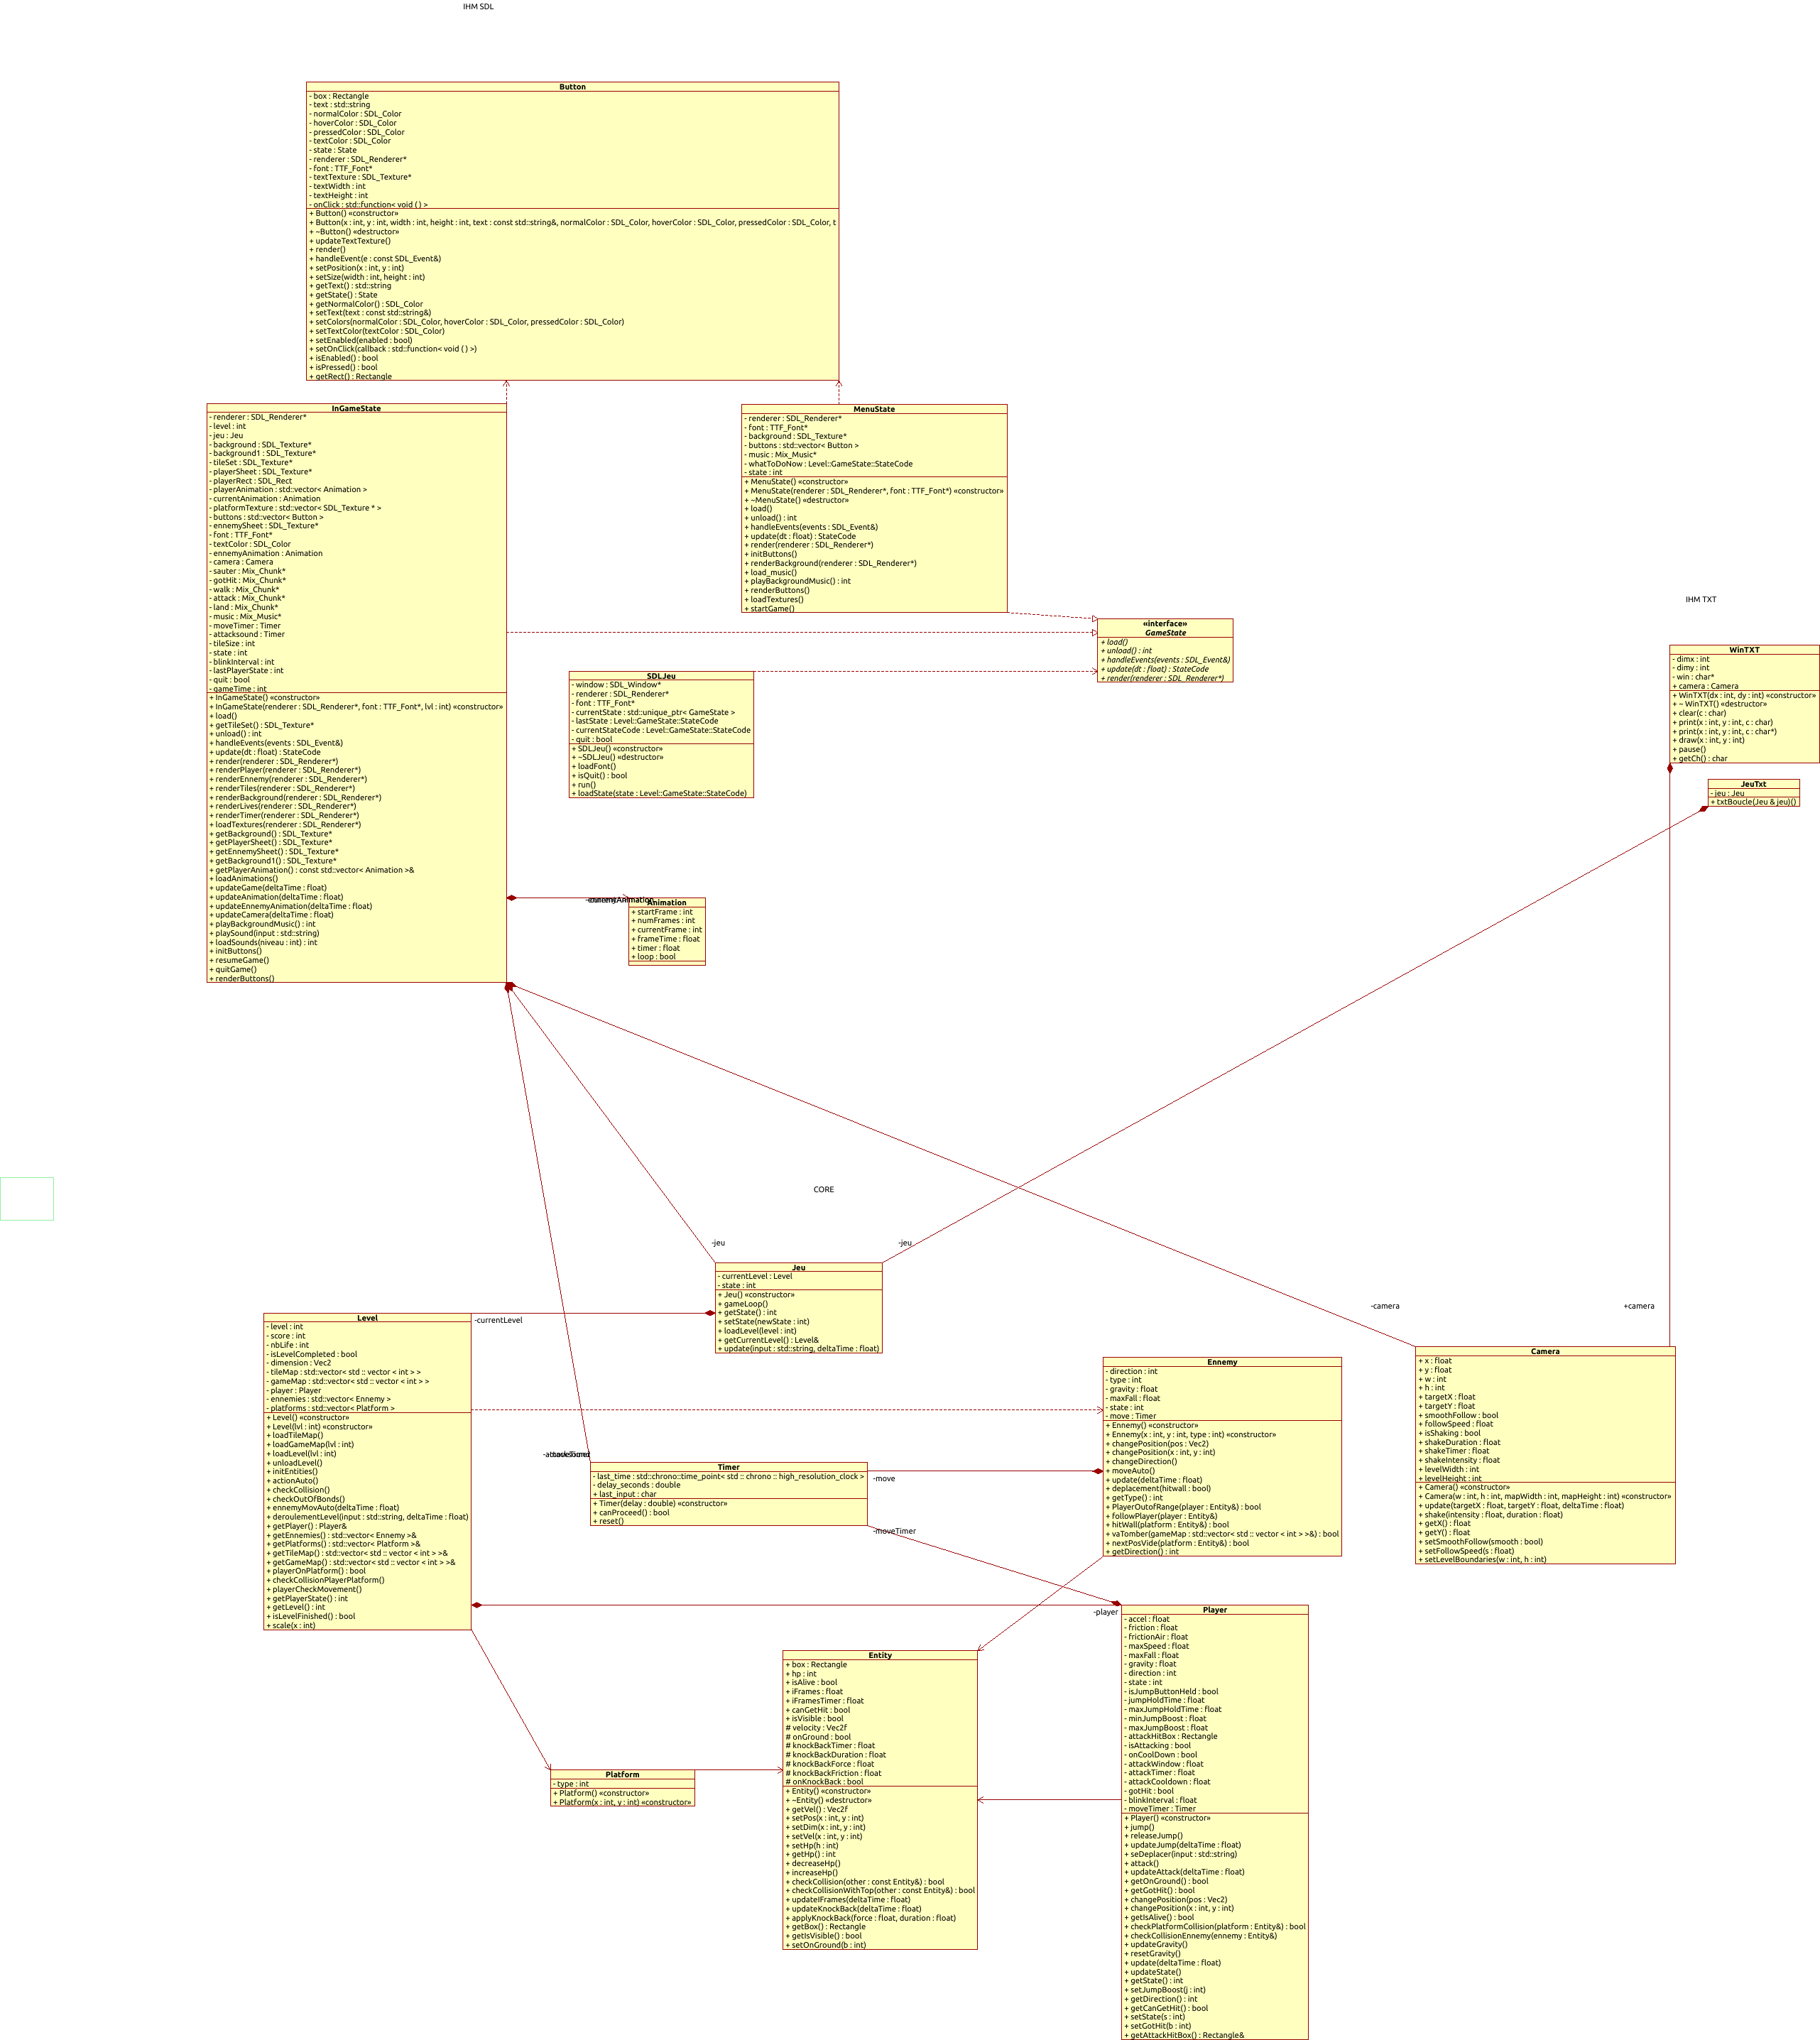 IHM SDL
Button
- box : Rectangle
- text : std::string
- normalColor : SDL_Color
- hoverColor : SDL_Color
- pressedColor : SDL_Color
- textColor : SDL_Color
- state : State
- renderer : SDL_Renderer*
- font : TTF_Font*
- textTexture : SDL_Texture*
- textWidth : int
- textHeight : int
- onClick : std::function< void ( ) >
+ Button() «constructor»
+ Button(x : int, y : int, width : int, height : int, text : const std::string&, normalColor : SDL_Color, hoverColor : SDL_Color, pressedColor : SDL_Color, t
+ ~Button() «destructor»
+ updateTextTexture()
+ render()
+ handleEvent(e : const SDL_Event&)
+ setPosition(x : int, y : int)
+ setSize(width : int, height : int)
+ getText() : std::string
+ getState() : State
+ getNormalColor() : SDL_Color
+ setText(text : const std::string&)
+ setColors(normalColor : SDL_Color, hoverColor : SDL_Color, pressedColor : SDL_Color)
+ setTextColor(textColor : SDL_Color)
+ setEnabled(enabled : bool)
+ setOnClick(callback : std::function< void ( ) >)
+ isEnabled() : bool
+ isPressed() : bool
+ getRect() : Rectangle
InGameState
- renderer : SDL_Renderer*
- level : int
- jeu : Jeu
- background : SDL_Texture*
- background1 : SDL_Texture*
- tileSet : SDL_Texture*
- playerSheet : SDL_Texture*
- playerRect : SDL_Rect
- playerAnimation : std::vector< Animation >
- currentAnimation : Animation
- platformTexture : std::vector< SDL_Texture * >
- buttons : std::vector< Button >
- ennemySheet : SDL_Texture*
- font : TTF_Font*
- textColor : SDL_Color
- ennemyAnimation : Animation
- camera : Camera
- sauter : Mix_Chunk*
- gotHit : Mix_Chunk*
- walk : Mix_Chunk*
- attack : Mix_Chunk*
- land : Mix_Chunk*
- music : Mix_Music*
- moveTimer : Timer
- attacksound : Timer
- tileSize : int
- state : int
- blinkInterval : int
- lastPlayerState : int
- quit : bool
- gameTime : int
+ InGameState() «constructor»
+ InGameState(renderer : SDL_Renderer*, font : TTF_Font*, lvl : int) «constructor»
+ load()
+ getTileSet() : SDL_Texture*
+ unload() : int
+ handleEvents(events : SDL_Event&)
+ update(dt : float) : StateCode
+ render(renderer : SDL_Renderer*)
+ renderPlayer(renderer : SDL_Renderer*)
+ renderEnnemy(renderer : SDL_Renderer*)
+ renderTiles(renderer : SDL_Renderer*)
+ renderBackground(renderer : SDL_Renderer*)
+ renderLives(renderer : SDL_Renderer*)
+ renderTimer(renderer : SDL_Renderer*)
+ loadTextures(renderer : SDL_Renderer*)
+ getBackground() : SDL_Texture*
+ getPlayerSheet() : SDL_Texture*
+ getEnnemySheet() : SDL_Texture*
+ getBackground1() : SDL_Texture*
+ getPlayerAnimation() : const std::vector< Animation >&
+ loadAnimations()
+ updateGame(deltaTime : float)
+ updateAnimation(deltaTime : float)
+ updateEnnemyAnimation(deltaTime : float)
+ updateCamera(deltaTime : float)
+ playBackgroundMusic() : int
+ playSound(input : std::string)
+ loadSounds(niveau : int) : int
+ initButtons()
+ resumeGame()
+ quitGame()
+ renderButtons()
MenuState
- renderer : SDL_Renderer*
- font : TTF_Font*
- background : SDL_Texture*
- buttons : std::vector< Button >
- music : Mix_Music*
- whatToDoNow : Level::GameState::StateCode
- state : int
+ MenuState() «constructor»
+ MenuState(renderer : SDL_Renderer*, font : TTF_Font*) «constructor»
+ ~MenuState() «destructor»
+ load()
+ unload() : int
+ handleEvents(events : SDL_Event&)
+ update(dt : float) : StateCode
+ render(renderer : SDL_Renderer*)
+ initButtons()
+ renderBackground(renderer : SDL_Renderer*)
+ load_music()
+ playBackgroundMusic() : int
+ renderButtons()
+ loadTextures()
+ startGame()
«interface»
GameState
+ load()
+ unload() : int
+ handleEvents(events : SDL_Event&)
+ update(dt : float) : StateCode
+ render(renderer : SDL_Renderer*)
SDLJeu
- window : SDL_Window*
- renderer : SDL_Renderer*
- font : TTF_Font*
- currentState : std::unique_ptr< GameState >
- lastState : Level::GameState::StateCode
- currentStateCode : Level::GameState::StateCode
- quit : bool
+ SDLJeu() «constructor»
+ ~SDLJeu() «destructor»
+ loadFont()
+ isQuit() : bool
+ run()
+ loadState(state : Level::GameState::StateCode)
IHM TXT
WinTXT
- dimx : int
- dimy : int
- win : char*
+ camera : Camera
+ WinTXT(dx : int, dy : int) «constructor»
+ ~ WinTXT() «destructor»
+ clear(c : char)
+ print(x : int, y : int, c : char)
+ print(x : int, y : int, c : char*)
+ draw(x : int, y : int)
+ pause()
+ getCh() : char
JeuTxt
- jeu : Jeu
+ txtBoucle(Jeu & jeu)()
Animation
+ startFrame : int
+ numFrames : int
+ currentFrame : int
+ frameTime : float
+ timer : float
+ loop : bool
CORE
-jeu
-jeu
-camera
+camera
Jeu
- currentLevel : Level
- state : int
+ Jeu() «constructor»
+ gameLoop()
+ getState() : int
+ setState(newState : int)
+ loadLevel(level : int)
+ getCurrentLevel() : Level&
+ update(input : std::string, deltaTime : float)
-currentLevel
Level
- level : int
- score : int
- nbLife : int
- isLevelCompleted : bool
- dimension : Vec2
- tileMap : std::vector< std :: vector < int > >
- gameMap : std::vector< std :: vector < int > >
- player : Player
- ennemies : std::vector< Ennemy >
- platforms : std::vector< Platform >
+ Level() «constructor»
+ Level(lvl : int) «constructor»
+ loadTileMap()
+ loadGameMap(lvl : int)
+ loadLevel(lvl : int)
+ unloadLevel()
+ initEntities()
+ actionAuto()
+ checkCollision()
+ checkOutOfBonds()
+ ennemyMovAuto(deltaTime : float)
+ deroulementLevel(input : std::string, deltaTime : float)
+ getPlayer() : Player&
+ getEnnemies() : std::vector< Ennemy >&
+ getPlatforms() : std::vector< Platform >&
+ getTileMap() : std::vector< std :: vector < int > >&
+ getGameMap() : std::vector< std :: vector < int > >&
+ playerOnPlatform() : bool
+ checkCollisionPlayerPlatform()
+ playerCheckMovement()
+ getPlayerState() : int
+ getLevel() : int
+ isLevelFinished() : bool
+ scale(x : int)
Ennemy
- direction : int
- type : int
- gravity : float
- maxFall : float
- state : int
- move : Timer
+ Ennemy() «constructor»
+ Ennemy(x : int, y : int, type : int) «constructor»
+ changePosition(pos : Vec2)
+ changePosition(x : int, y : int)
+ changeDirection()
+ moveAuto()
+ update(deltaTime : float)
+ deplacement(hitwall : bool)
+ getType() : int
+ PlayerOutofRange(player : Entity&) : bool
+ followPlayer(player : Entity&)
+ hitWall(platform : Entity&) : bool
+ vaTomber(gameMap : std::vector< std :: vector < int > >&) : bool
+ nextPosVide(platform : Entity&) : bool
+ getDirection() : int
Camera
+ x : float
+ y : float
+ w : int
+ h : int
+ targetX : float
+ targetY : float
+ smoothFollow : bool
+ followSpeed : float
+ isShaking : bool
+ shakeDuration : float
+ shakeTimer : float
+ shakeIntensity : float
+ levelWidth : int
+ levelHeight : int
+ Camera() «constructor»
+ Camera(w : int, h : int, mapWidth : int, mapHeight : int) «constructor»
+ update(targetX : float, targetY : float, deltaTime : float)
+ shake(intensity : float, duration : float)
+ getX() : float
+ getY() : float
+ setSmoothFollow(smooth : bool)
+ setFollowSpeed(s : float)
+ setLevelBoundaries(w : int, h : int)
Timer
- last_time : std::chrono::time_point< std :: chrono :: high_resolution_clock >
- delay_seconds : double
+ last_input : char
+ Timer(delay : double) «constructor»
+ canProceed() : bool
+ reset()
-move
-moveTimer
-player
Player
- accel : float
- friction : float
- frictionAir : float
- maxSpeed : float
- maxFall : float
- gravity : float
- direction : int
- state : int
- isJumpButtonHeld : bool
- jumpHoldTime : float
- maxJumpHoldTime : float
- minJumpBoost : float
- maxJumpBoost : float
- attackHitBox : Rectangle
- isAttacking : bool
- onCoolDown : bool
- attackWindow : float
- attackTimer : float
- attackCooldown : float
- gotHit : bool
- blinkInterval : float
- moveTimer : Timer
+ Player() «constructor»
+ jump()
+ releaseJump()
+ updateJump(deltaTime : float)
+ seDeplacer(input : std::string)
+ attack()
+ updateAttack(deltaTime : float)
+ getOnGround() : bool
+ getGotHit() : bool
+ changePosition(pos : Vec2)
+ changePosition(x : int, y : int)
+ getIsAlive() : bool
+ checkPlatformCollision(platform : Entity&) : bool
+ checkCollisionEnnemy(ennemy : Entity&)
+ updateGravity()
+ resetGravity()
+ update(deltaTime : float)
+ updateState()
+ getState() : int
+ setJumpBoost(j : int)
+ getDirection() : int
+ getCanGetHit() : bool
+ setState(s : int)
+ setGotHit(b : int)
+ getAttackHitBox() : Rectangle&
Entity
+ box : Rectangle
+ hp : int
+ isAlive : bool
+ iFrames : float
+ iFramesTimer : float
+ canGetHit : bool
+ isVisible : bool
# velocity : Vec2f
# onGround : bool
# knockBackTimer : float
# knockBackDuration : float
# knockBackForce : float
# knockBackFriction : float
# onKnockBack : bool
+ Entity() «constructor»
+ ~Entity() «destructor»
+ getVel() : Vec2f
+ setPos(x : int, y : int)
+ setDim(x : int, y : int)
+ setVel(x : int, y : int)
+ setHp(h : int)
+ getHp() : int
+ decreaseHp()
+ increaseHp()
+ checkCollision(other : const Entity&) : bool
+ checkCollisionWithTop(other : const Entity&) : bool
+ updateIFrames(deltaTime : float)
+ updateKnockBack(deltaTime : float)
+ applyKnockBack(force : float, duration : float)
+ getBox() : Rectangle
+ getIsVisible() : bool
+ setOnGround(b : int)
Platform
- type : int
+ Platform() «constructor»
+ Platform(x : int, y : int) «constructor»